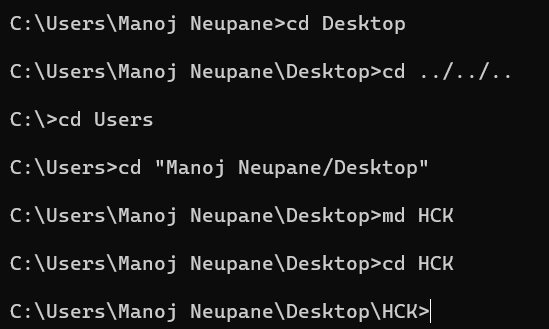 C:\Users\Manoj Neupane>cd Desktop
C:\Users\Manoj Neupane\Desktop>cd ../../..
C:\>cd Users
C:\Users>cd "Manoj Neupane/Desktop"
C:\Users\Manoj Neupane\Desktop>md HCK
C:\Users\Manoj Neupane\Desktop>cd HCK
C:\Users\Manoj Neupane\Desktop\HCK>